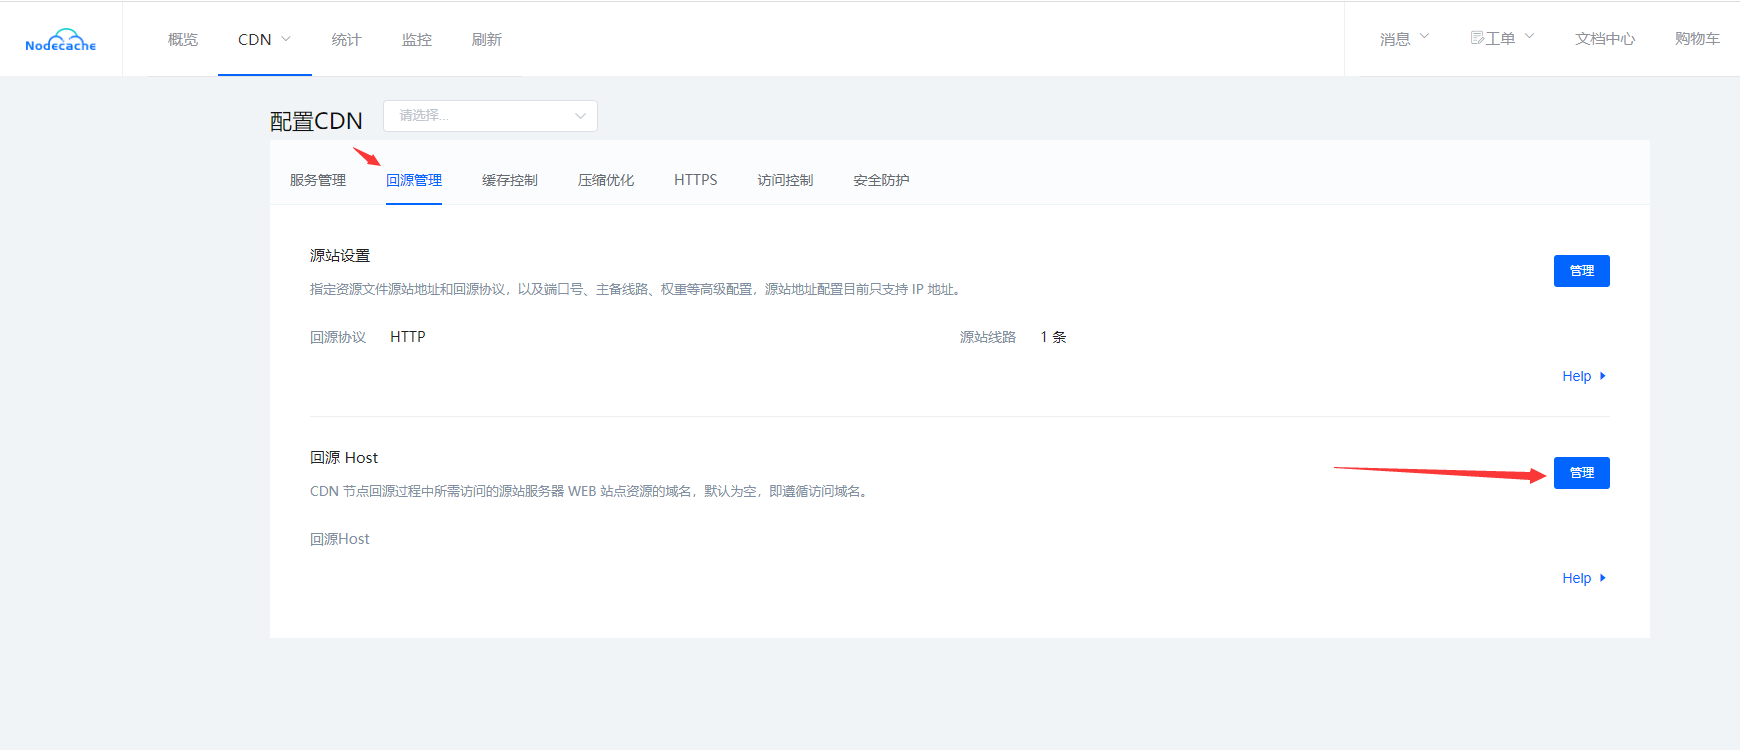 Nodecache
概览 CDN 统计 监控 刷新 消息 工单 文档中心 购物车
配置CDN 请选择...
服务管理 回源管理 缓存控制 压缩优化 HTTPS 访问控制 安全防护
源站设置
管理
指定资源文件源站地址和回源协议，以及端口号、主备线路、权重等高级配置，源站地址配置目前只支持 IP 地址。
回源协议 HTTP 源站线路 1 条
Help
回源 Host
管理
CDN 节点回源过程中所需访问的源站服务器 WEB 站点资源的域名，默认为空，即遵循访问域名。
回源Host
Help